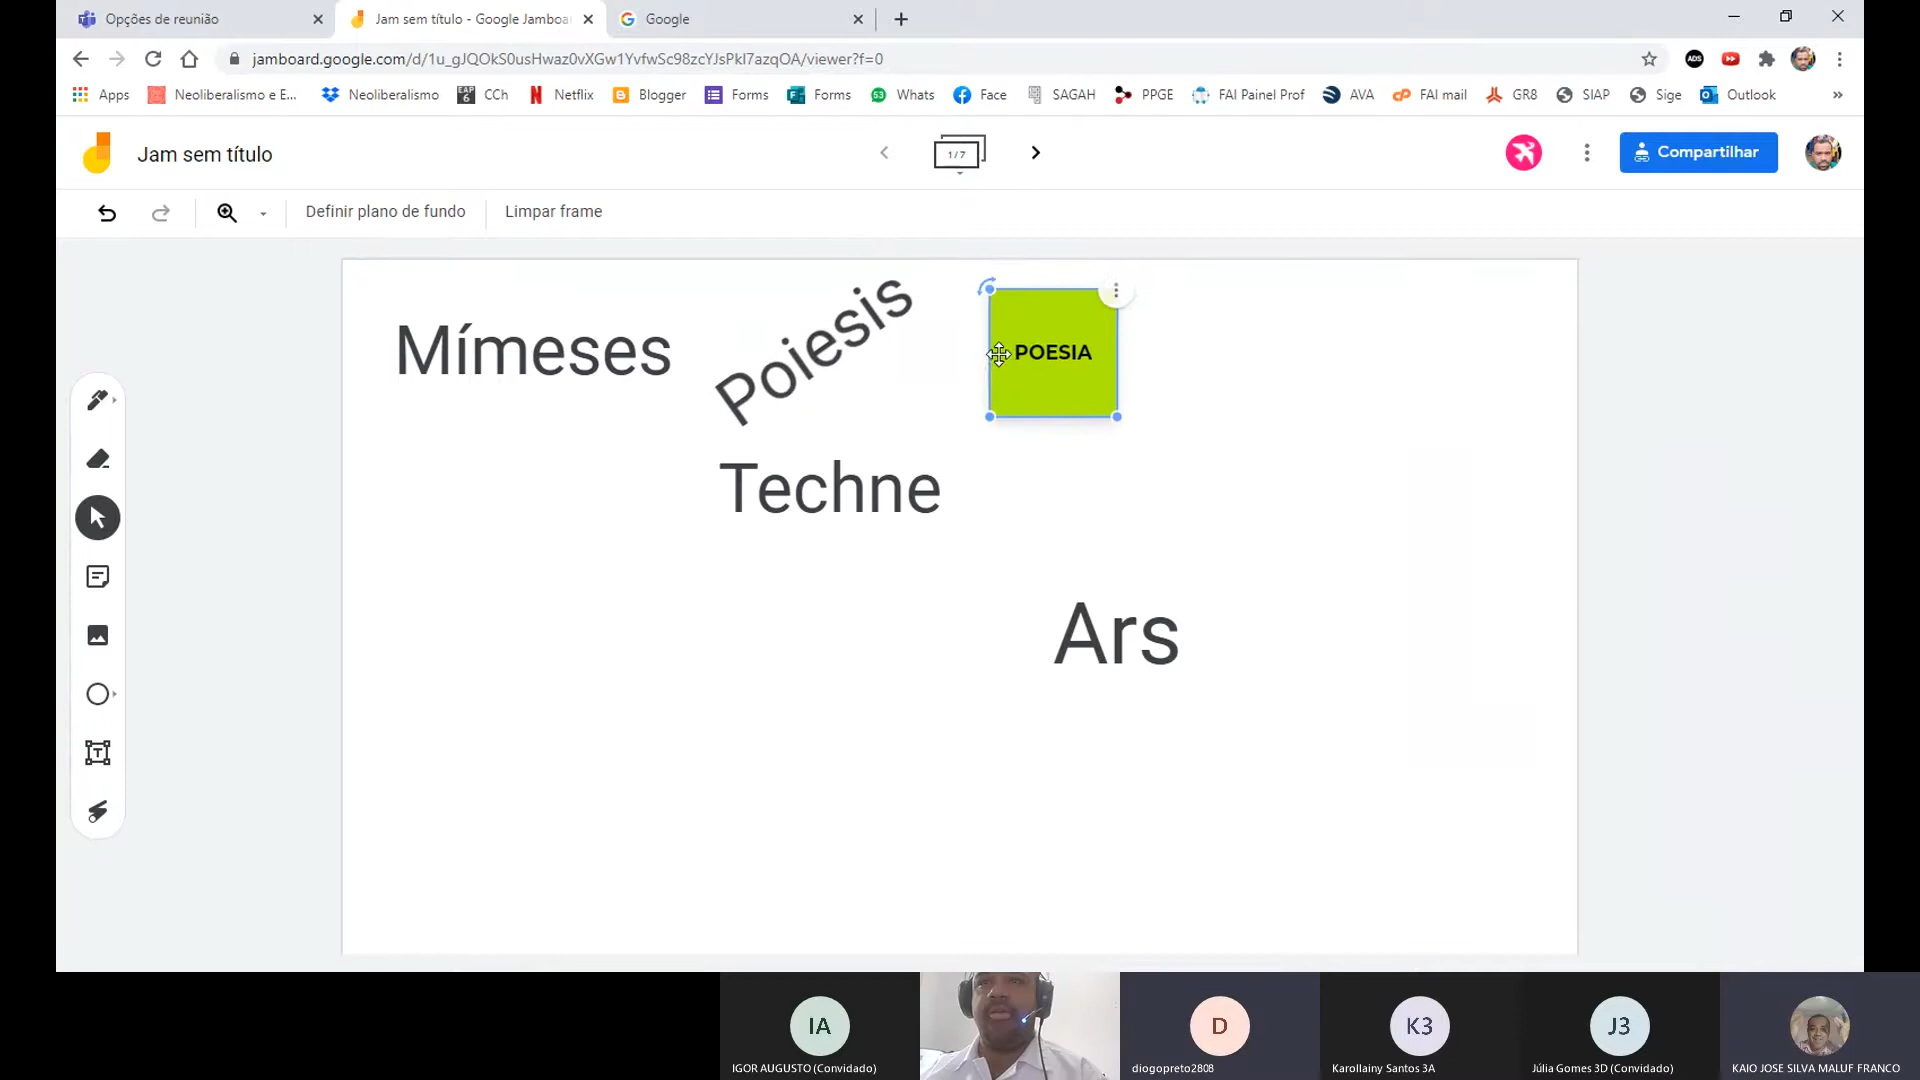 Opções de reunião
Jam sem título - Google Jamboa
Google
jamboard.google.com/d/1u_gJQOkS0usHwaz0vXGw1YvfwSc98zcYJsPkI7azqOA/viewer?f=0
ADS
Apps
Neoliberalismo e E...
Neoliberalismo
CCh
Netflix
Blogger
Forms
Forms
Whats
Face
SAGAH
PPGE
FAI Painel Prof
AVA
FAI mail
GR8
SIAP
Sige
Outlook
Jam sem título
1/7
Compartilhar
Definir plano de fundo
Limpar frame
Mímeses
Poiesis
POESIA
Techne
Ars
IA
D
K3
J3
IGOR AUGUSTO (Convidado)
diogopreto2808
Karollainy Santos 3A
Júlia Gomes 3D (Convidado)
KAIO JOSE SILVA MALUF FRANCO